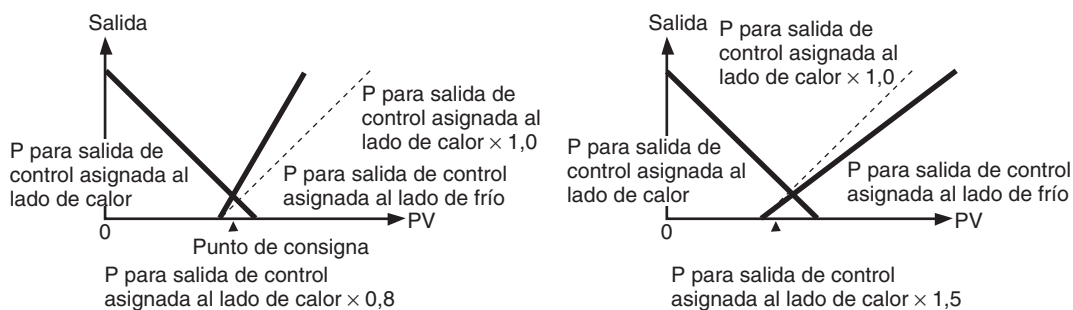 Salida
P para salida de
control asignada al
lado de calor × 1,0
P para salida de
control asignada al
lado de calor
P para salida de control
asignada al lado de frío
PV
0
Punto de consigna
P para salida de control
asignada al lado de calor × 0,8
Salida
P para salida de
control asignada al
lado de calor × 1,0
P para salida de
control asignada al
lado de calor
P para salida de control
asignada al lado de frío
PV
0
P para salida de control
asignada al lado de calor × 1,5